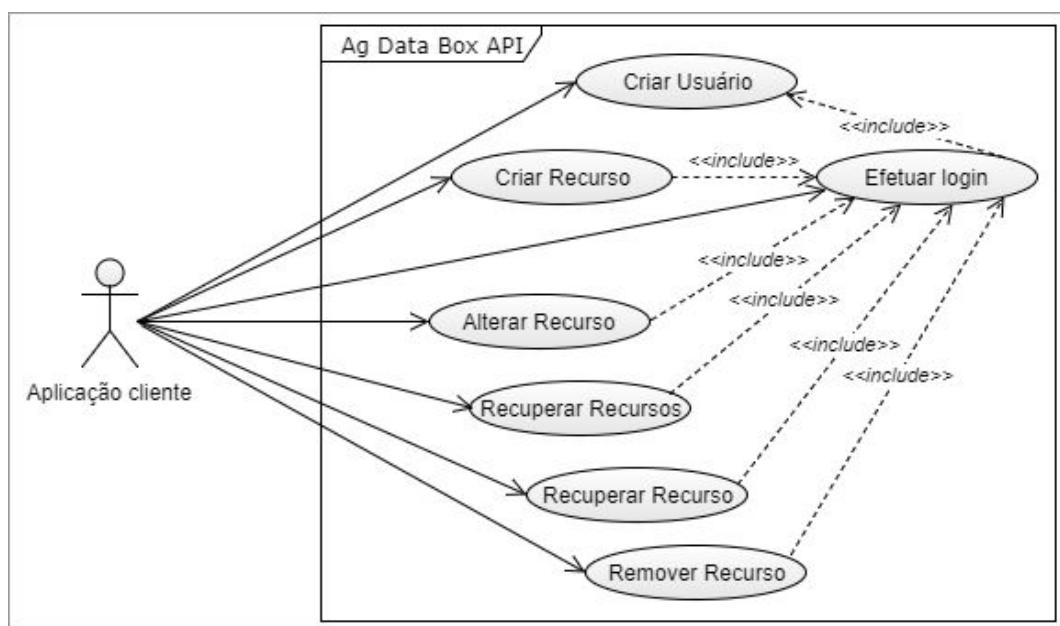 Ag Data Box API
Criar Usuário
<<include>>
Criar Recurso
<<include>>
Efetuar login
<<include>>
Alterar Recurso
<<include>>
<<include>>
Aplicação cliente
<<include>>
Recuperar Recursos
Recuperar Recurso
Remover Recurso